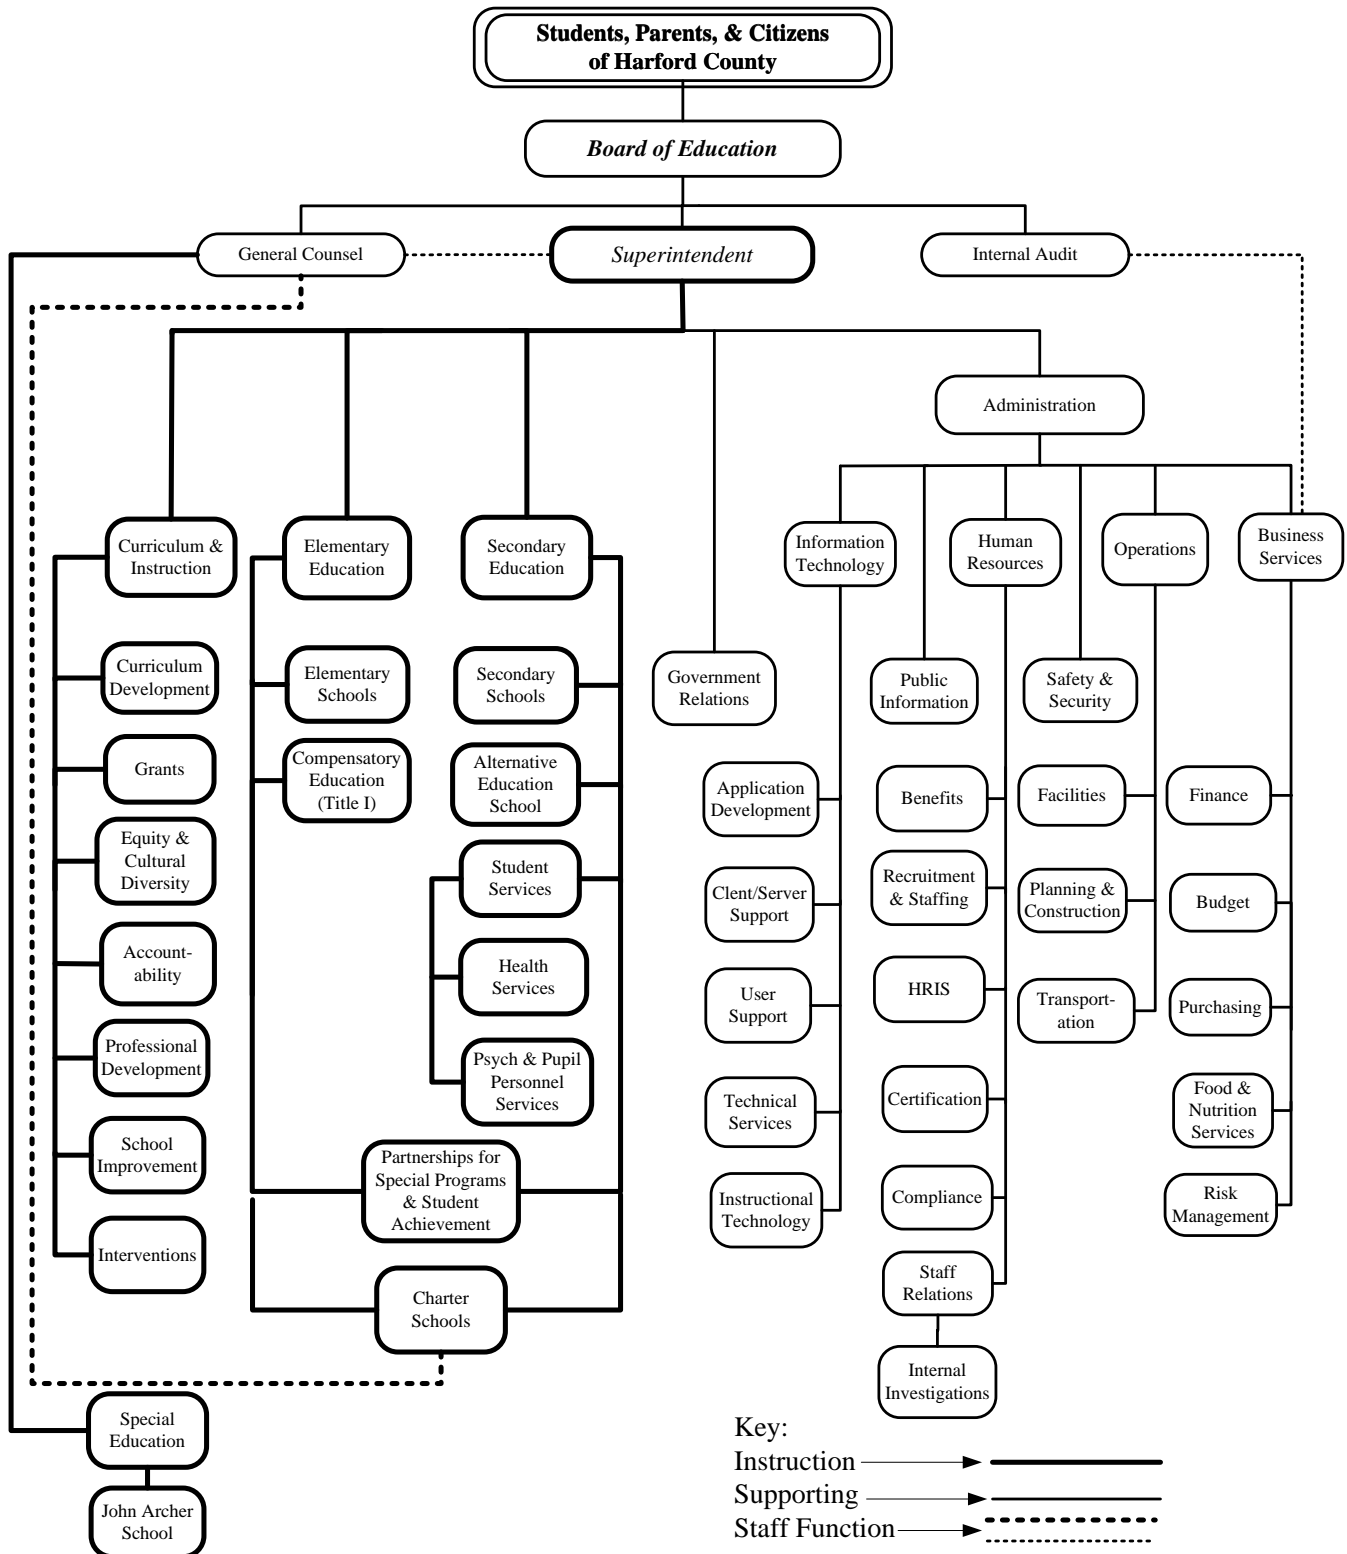 Students, Parents, & Citizens
of Harford County
Board of Education
General Counsel
Superintendent
Internal Audit
Administration
Curriculum &
Instruction
Elementary
Education
Secondary
Education
Information
Technology
Human
Resources
Operations
Business
Services
Curriculum
Development
Elementary
Schools
Secondary
Schools
Government
Relations
Public
Information
Safety &
Security
Grants
Compensatory
Education
(Title I)
Alternative
Education
School
Application
Development
Benefits
Facilities
Finance
Equity &
Cultural
Diversity
Student
Services
Clent/Server
Support
Recruitment
& Staffing
Planning &
Construction
Budget
Account-
ability
Health
Services
User
Support
HRIS
Transport-
ation
Purchasing
Professional
Development
Psych & Pupil
Personnel
Services
Technical
Services
Certification
Food &
Nutrition
Services
School
Improvement
Partnerships for
Special Programs
& Student
Achievement
Instructional
Technology
Compliance
Risk
Management
Interventions
Charter
Schools
Staff
Relations
Internal
Investigations
Special
Education
John Archer
School
Key:
Instruction
Supporting
Staff Function